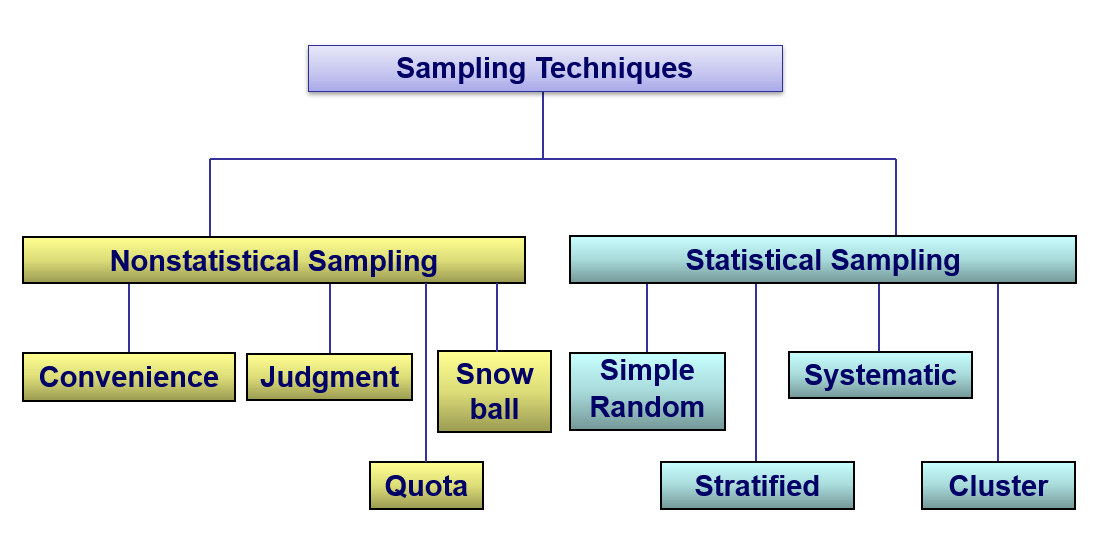 Sampling Techniques
Nonstatistical Sampling
Statistical Sampling
Convenience
Judgment
Snow
ball
Simple
Random
Systematic
Quota
Stratified
Cluster